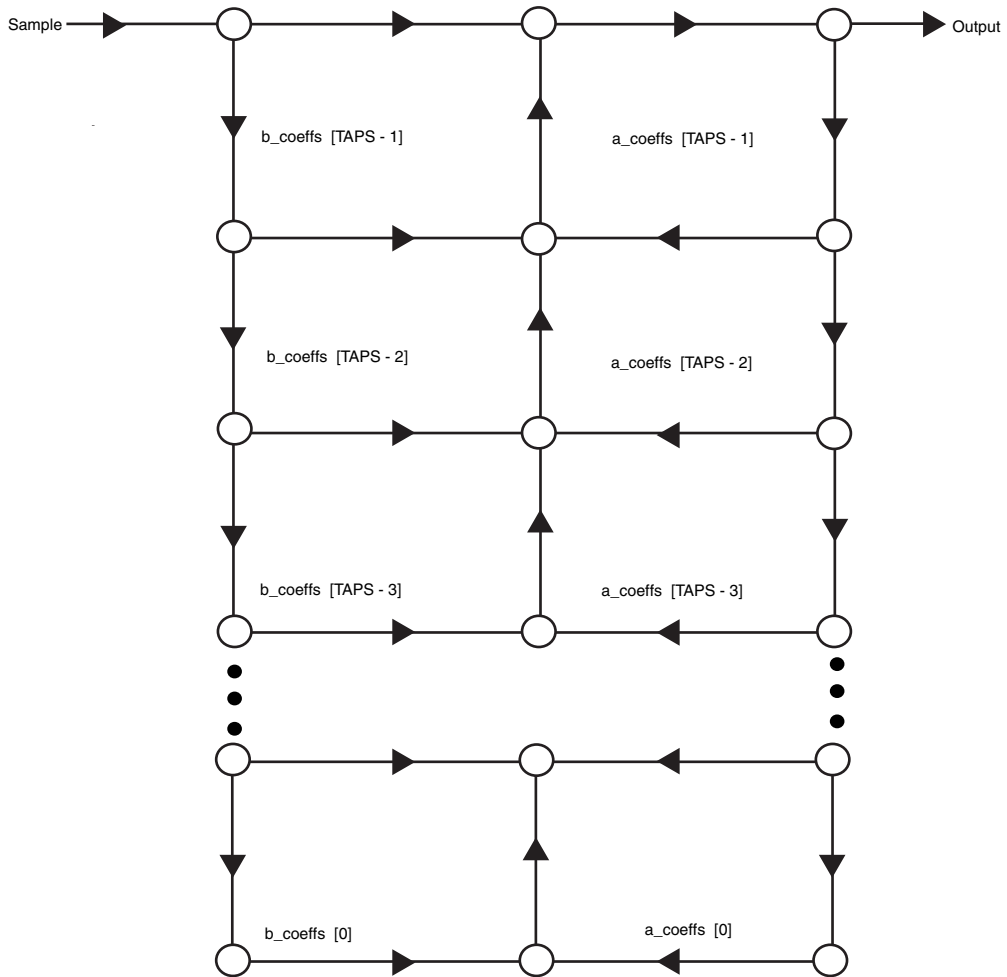 Sample
Output
b_coeffs [TAPS - 1]
a_coeffs [TAPS - 1]
b_coeffs [TAPS - 2]
a_coeffs [TAPS - 2]
b_coeffs [TAPS - 3]
a_coeffs [TAPS - 3]
b_coeffs [0]
a_coeffs [0]